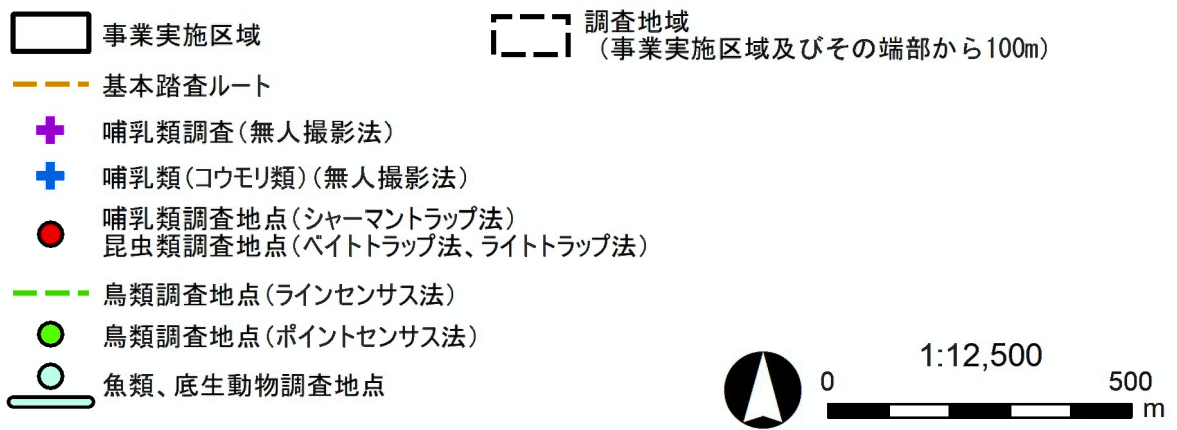 事業実施区域
調査地域
（事業実施区域及びその端部から100m）
基本踏査ルート
哺乳類調査（無人撮影法）
哺乳類（コウモリ類）（無人撮影法）
哺乳類調査地点（シャーマントラップ法）
昆虫類調査地点（ベイトトラップ法、ライトトラップ法）
鳥類調査地点（ラインセンサス法）
鳥類調査地点（ポイントセンサス法）
魚類、底生動物調査地点
1:12,500
0 500
m